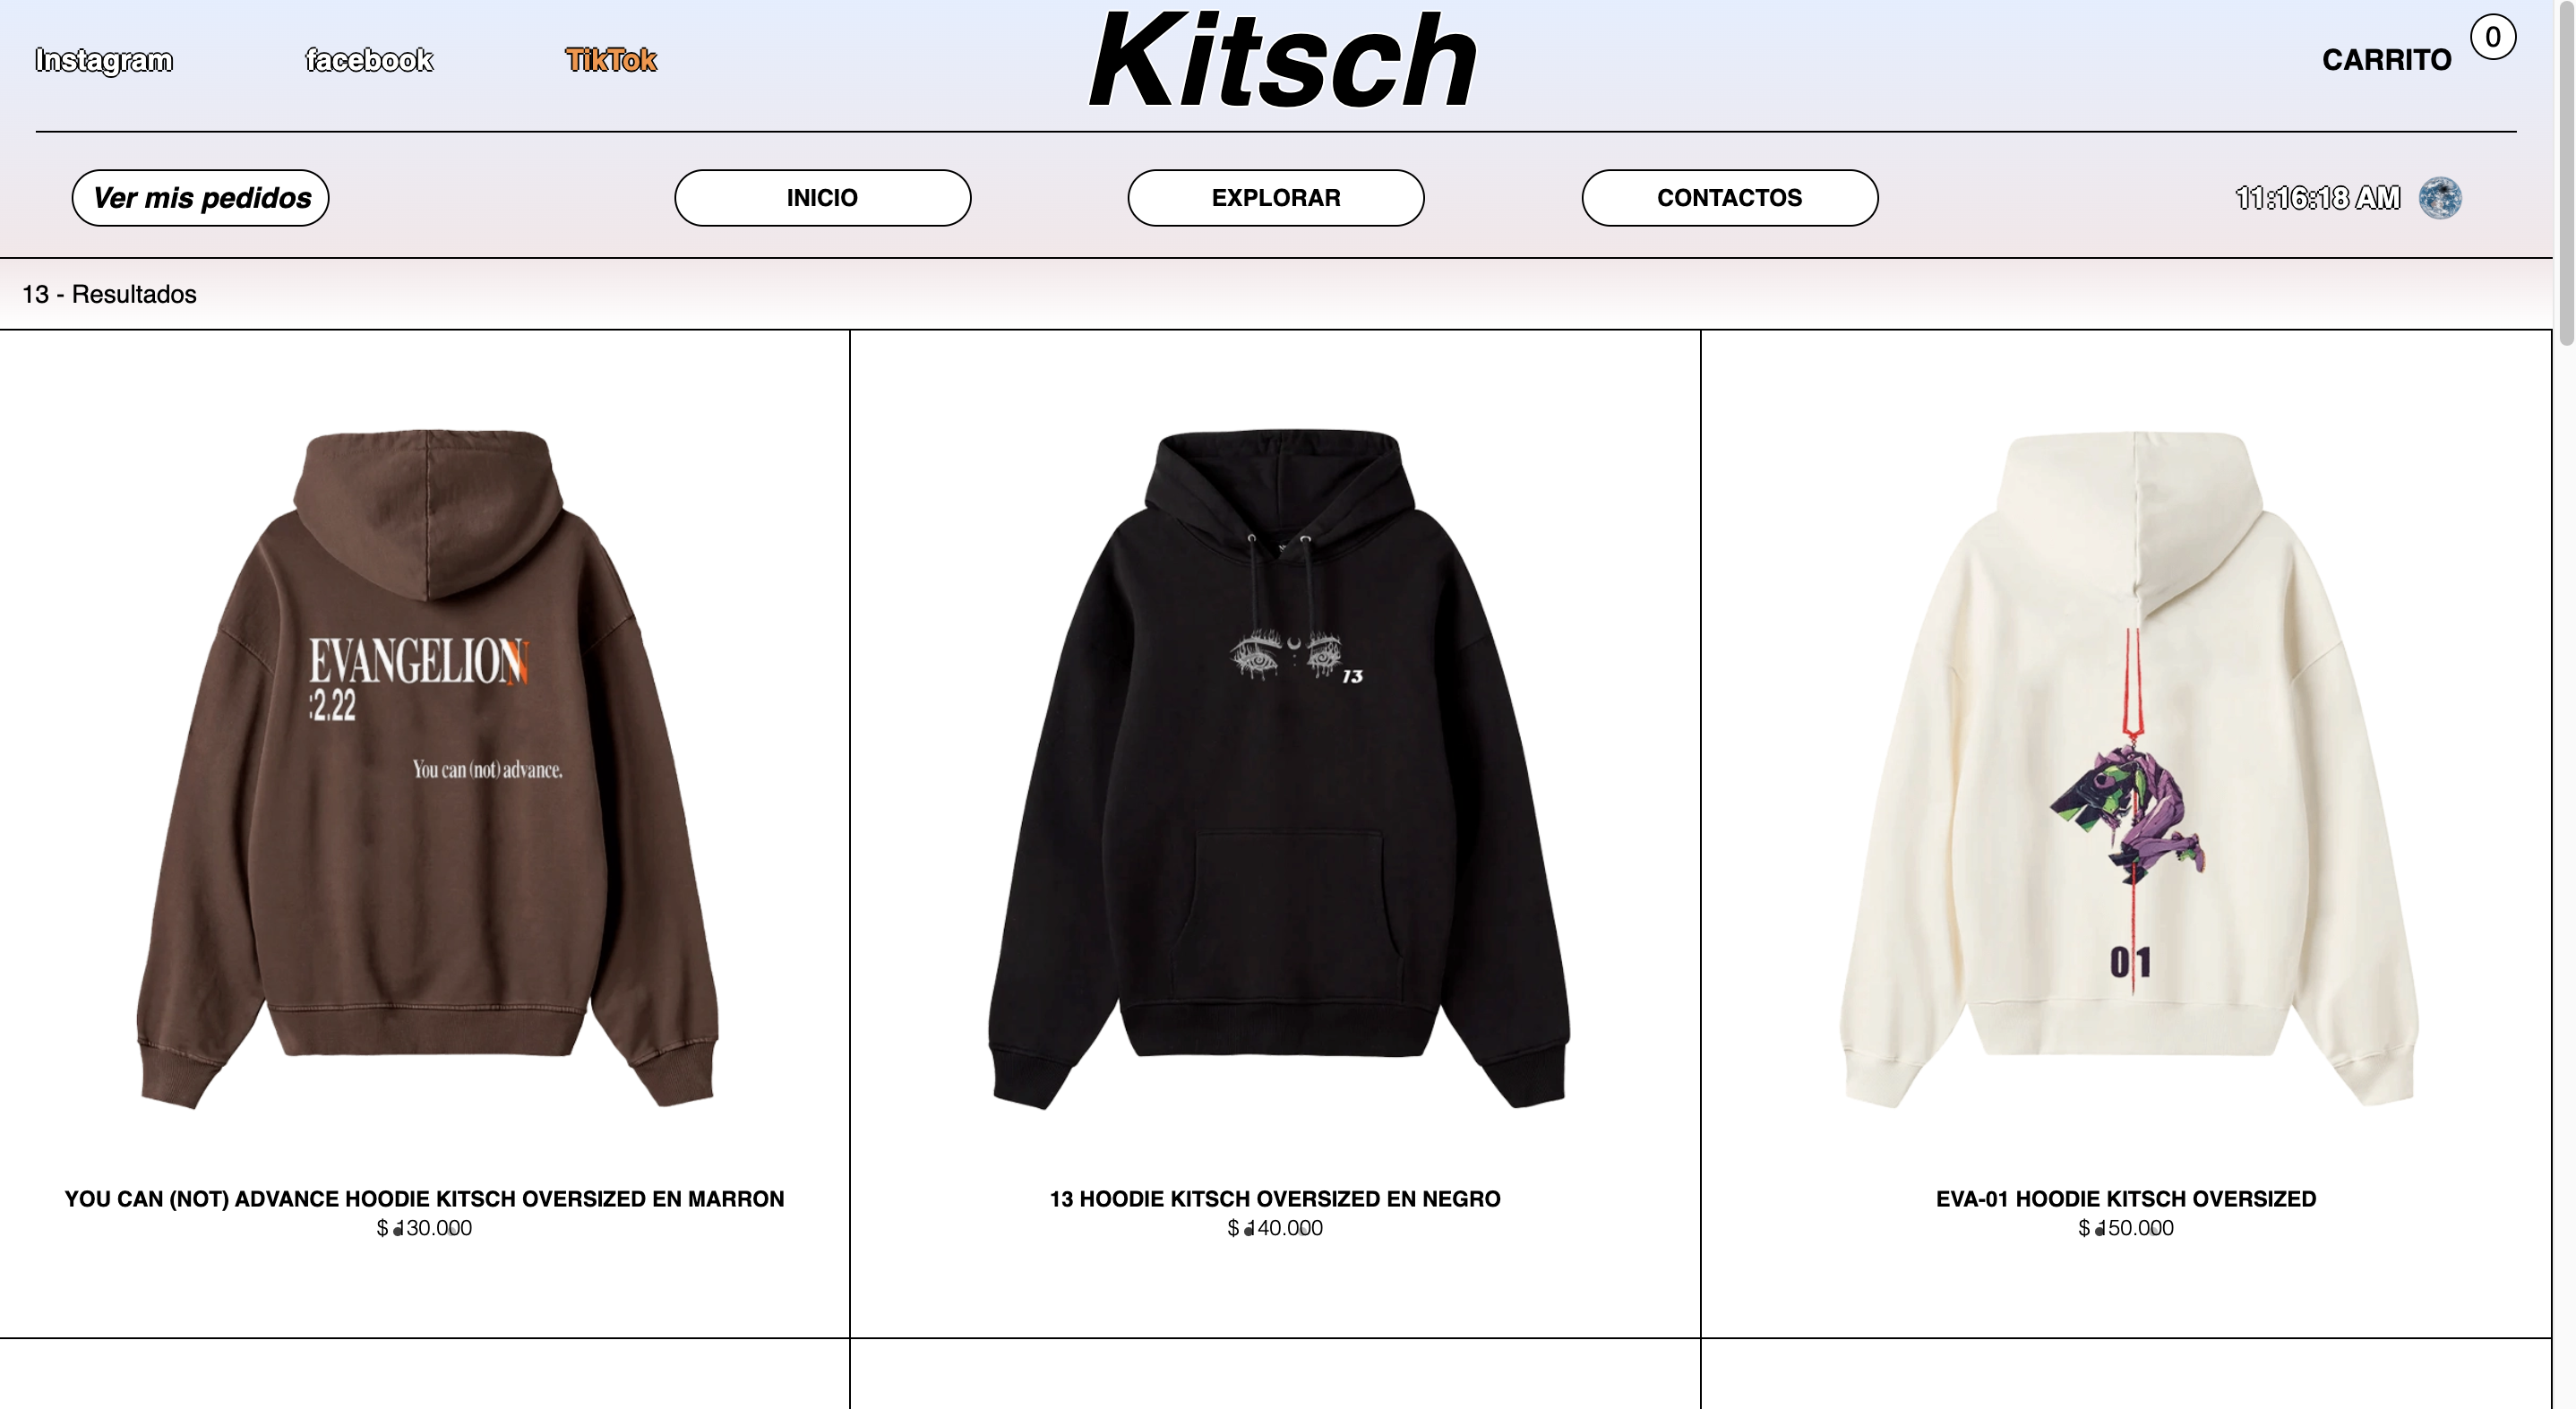 Instagram
facebook
TikTok
Kitsch
CARRITO
0
Ver mis pedidos
INICIO
EXPLORAR
CONTACTOS
11:16:18 AM
13 - Resultados
EVANGELION
:2.22
You can (not) advance.
13
01
YOU CAN (NOT) ADVANCE HOODIE KITSCH OVERSIZED EN MARRON
$ 130.000
13 HOODIE KITSCH OVERSIZED EN NEGRO
$ 140.000
EVA-01 HOODIE KITSCH OVERSIZED
$ 150.000